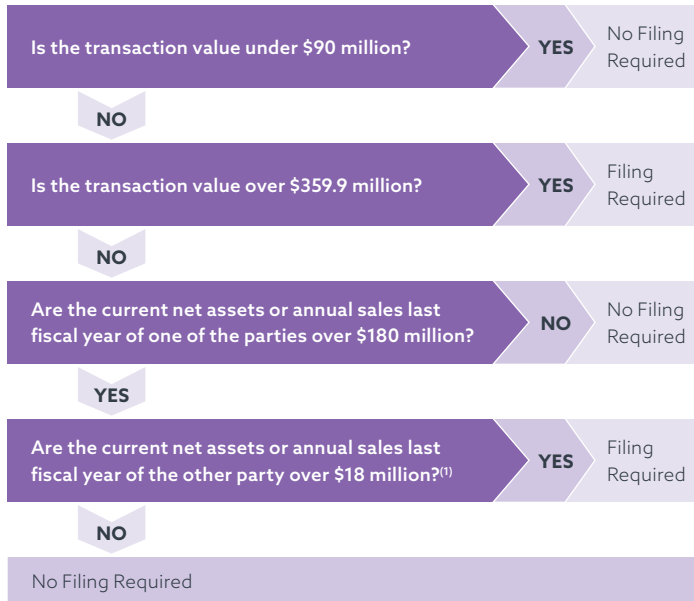 Is the transaction value under $90 million?
YES
No Filing
Required
NO
Is the transaction value over $359.9 million?
YES
Filing
Required
NO
Are the current net assets or annual sales last
fiscal year of one of the parties over $180 million?
NO
No Filing
Required
YES
Are the current net assets or annual sales last
fiscal year of the other party over $18 million?(1)
YES
Filing
Required
NO
No Filing Required